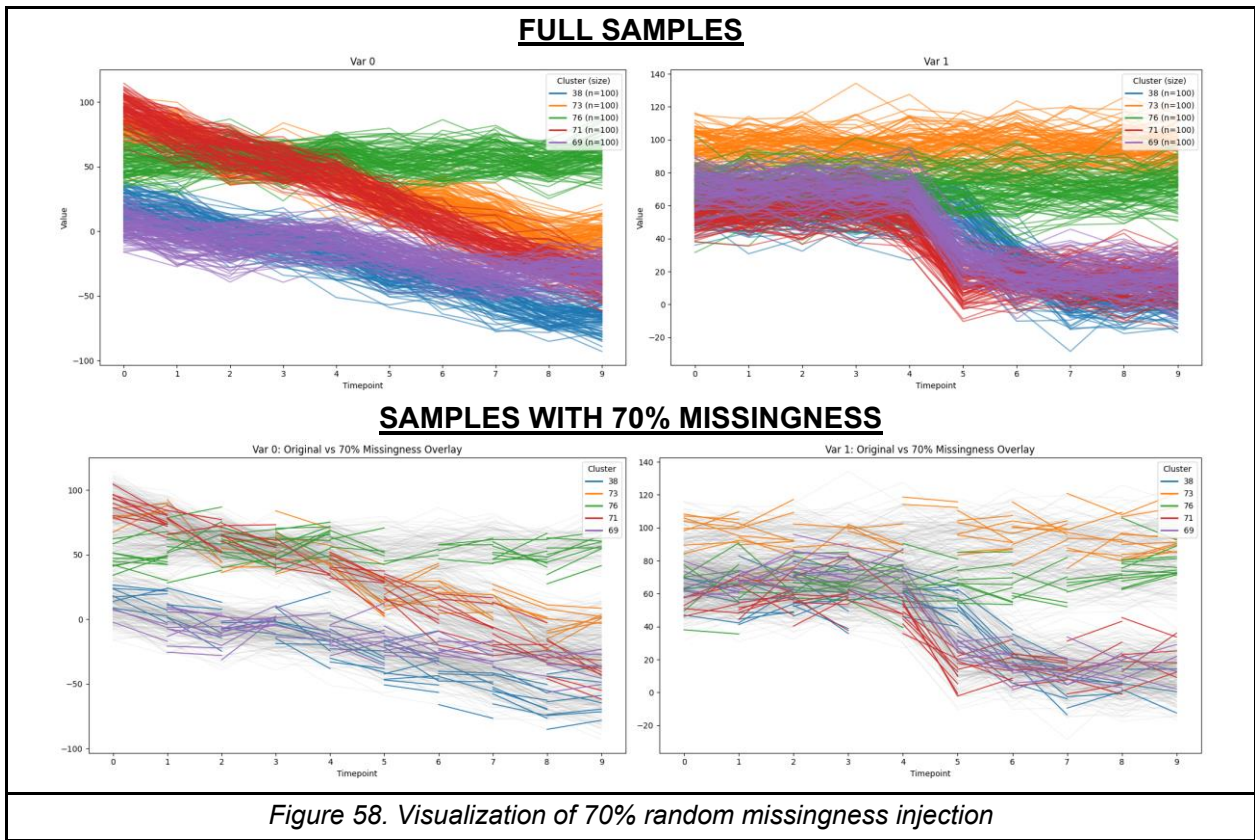 FULL SAMPLES
Var 0
Value
100
50
0
−50
−100
0 1 2 3 4 5 6 7 8 9
Timepoint
Cluster (size)
38 (n=100)
73 (n=100)
76 (n=100)
71 (n=100)
69 (n=100)
Var 1
140
120
100
80
60
40
20
0
−20
0 1 2 3 4 5 6 7 8 9
Timepoint
Cluster (size)
38 (n=100)
73 (n=100)
76 (n=100)
71 (n=100)
69 (n=100)
SAMPLES WITH 70% MISSINGNESS
Var 0: Original vs 70% Missingness Overlay
Value
100
50
0
−50
−100
0 1 2 3 4 5 6 7 8 9
Timepoint
Cluster
38
73
76
71
69
Var 1: Original vs 70% Missingness Overlay
140
120
100
80
60
40
20
0
−20
0 1 2 3 4 5 6 7 8 9
Timepoint
Cluster
38
73
76
71
69
Figure 58. Visualization of 70% random missingness injection